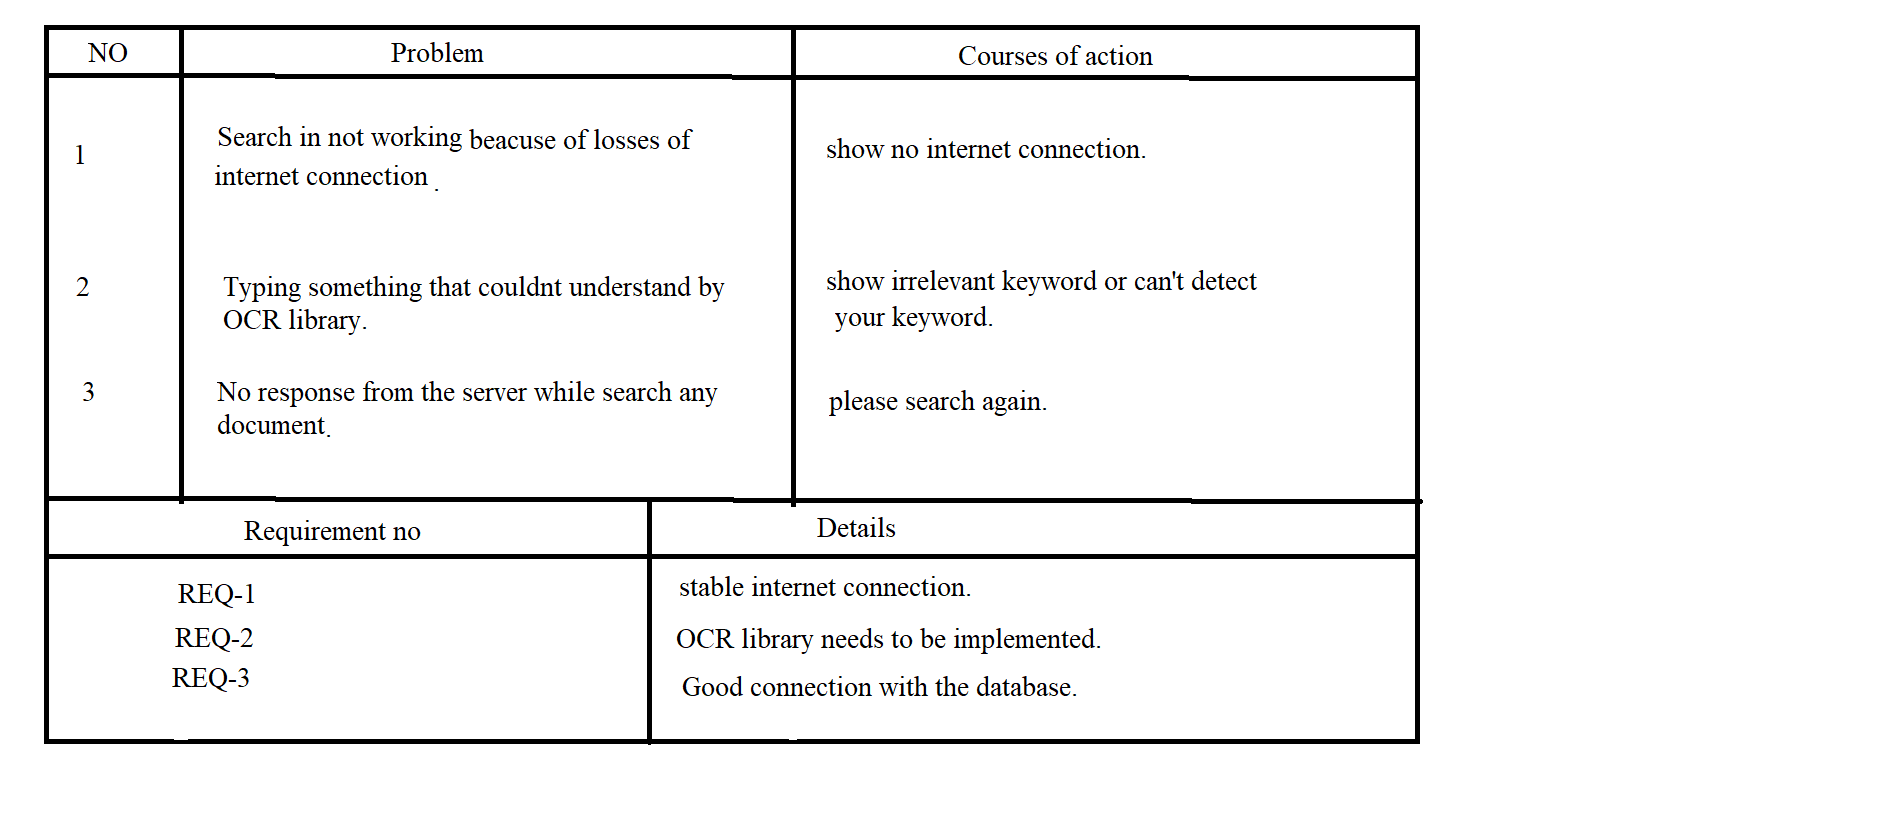 NO Problem Courses of action
1 Search in not working beacuse of losses of
internet connection .
show no internet connection.
2 Typing something that couldnt understand by
OCR library.
show irrelevant keyword or can't detect
your keyword.
3 No response from the server while search any
document.
please search again.
Requirement no Details
REQ-1 stable internet connection.
REQ-2 OCR library needs to be implemented.
REQ-3 Good connection with the database.